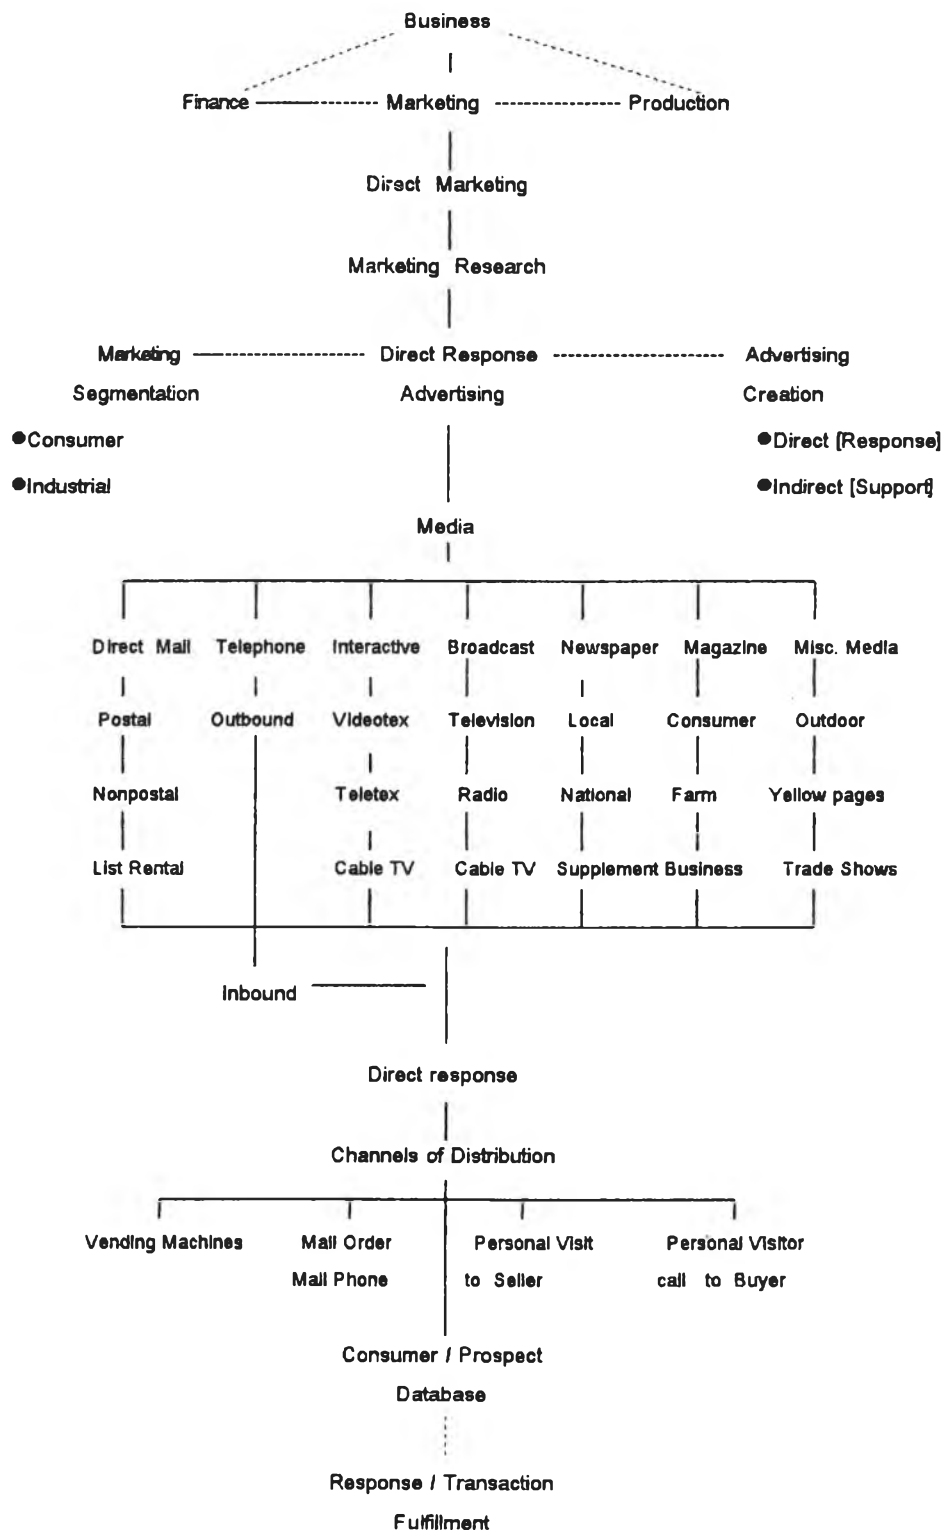 Business
Finance Marketing Production
Direct Marketing
Marketing Research
Marketing Direct Response Advertising
Segmentation Advertising Creation
●Consumer ●Direct [Response]
●Industrial ●Indirect [Support]
Media
Direct Mail Telephone Interactive Broadcast Newspaper Magazine Misc. Media
Postal Outbound Videotex Television Local Consumer Outdoor
Nonpostal Teletex Radio National Farm Yellow pages
List Rental Cable TV Cable TV Supplement Business Trade Shows
Inbound
Direct response
Channels of Distribution
Vending Machines Mail Order Personal Visit Personal Visitor
Mail Phone to Seller call to Buyer
Consumer / Prospect
Database
Response / Transaction
Fulfillment